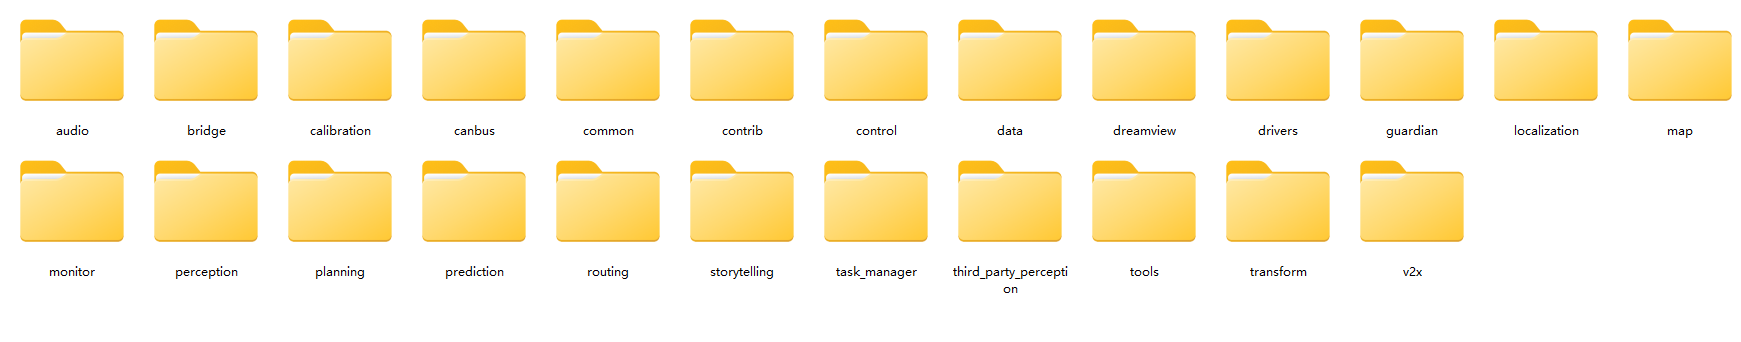 audio
bridge
calibration
canbus
common
contrib
control
data
dreamview
drivers
guardian
localization
map
monitor
perception
planning
prediction
routing
storytelling
task_manager
third_party_percepti
on
tools
transform
v2x